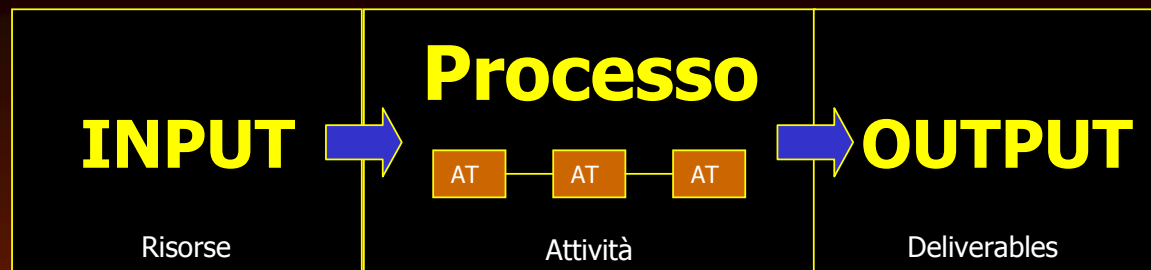 INPUT
Risorse
Processo
AT AT AT
Attività
OUTPUT
Deliverables